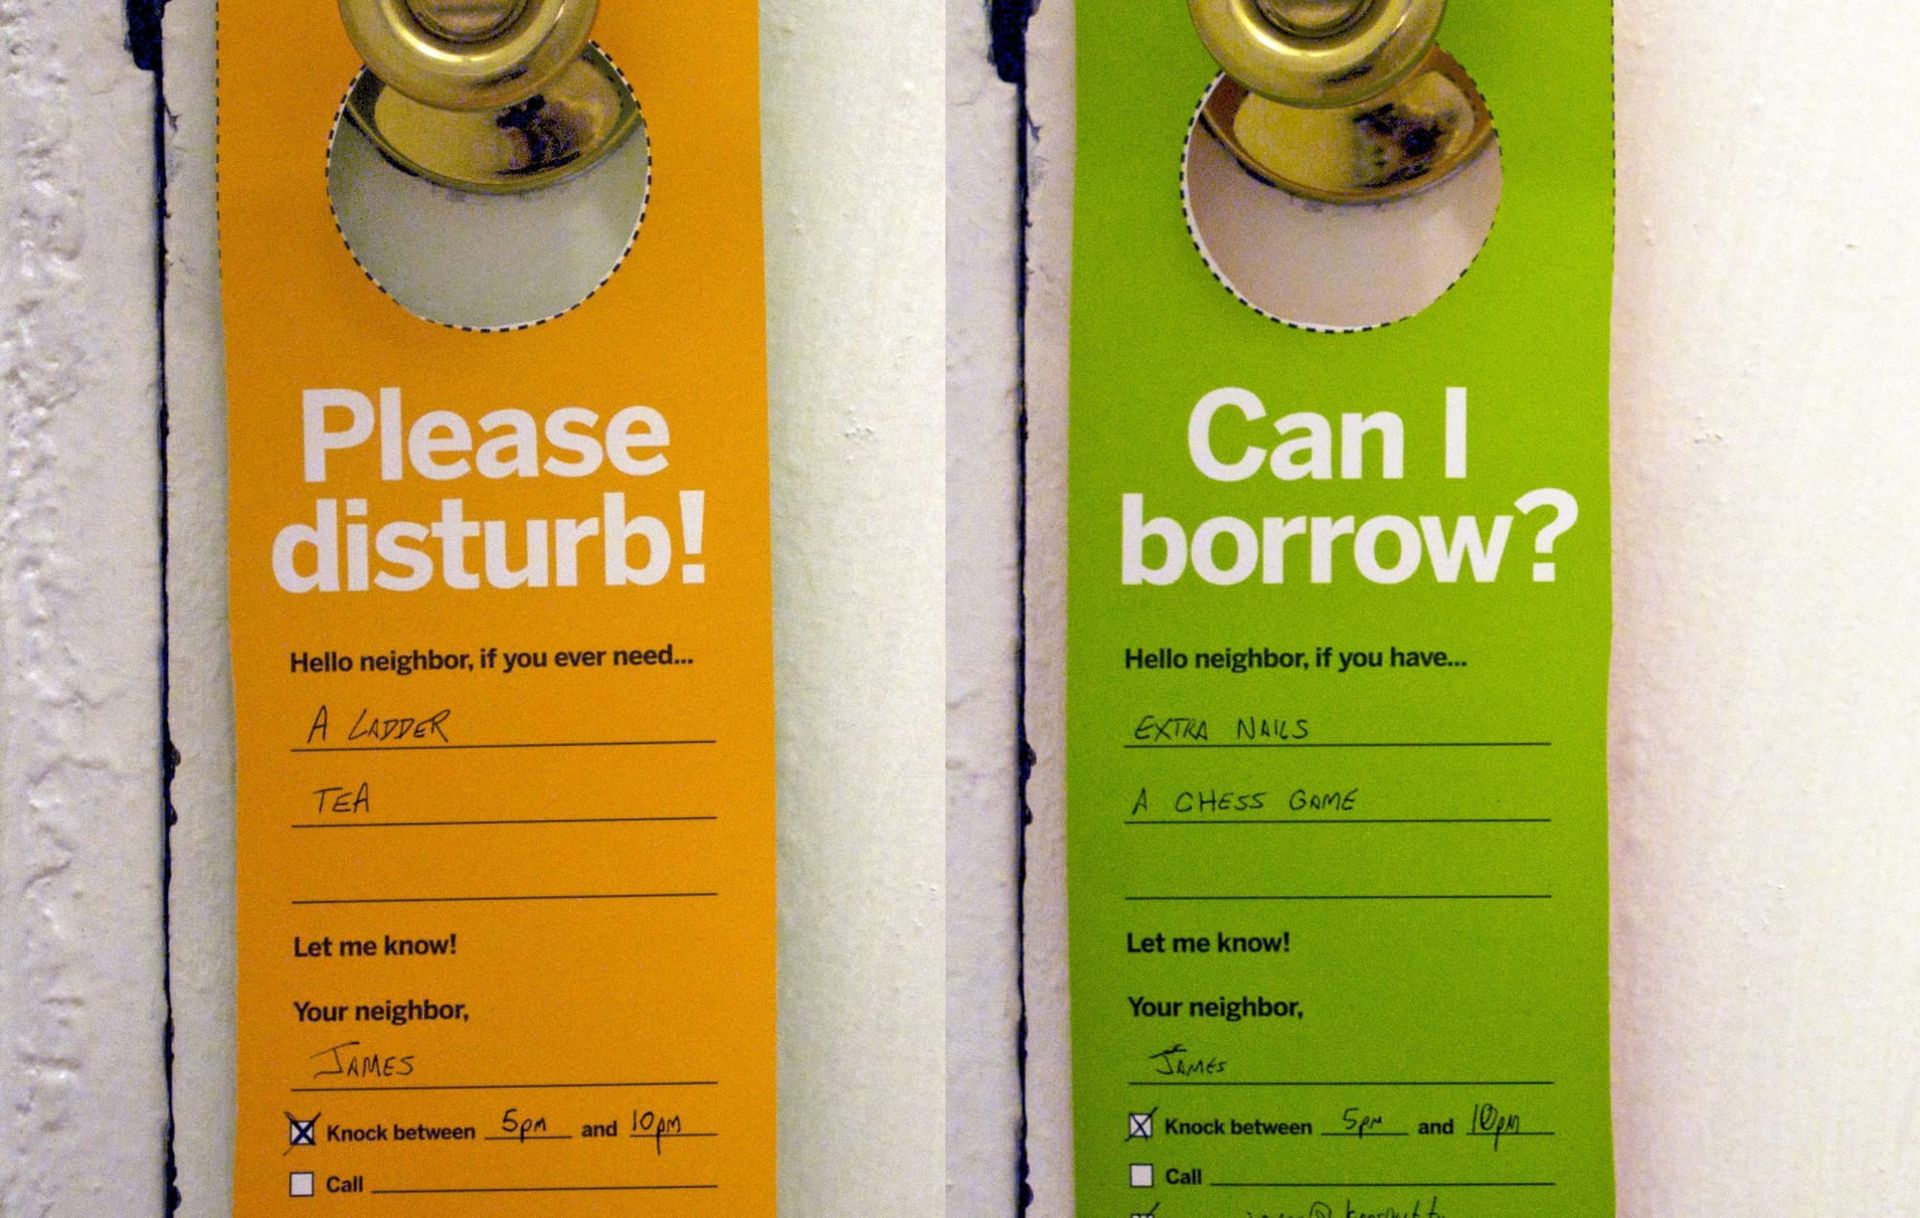 Please
disturb!
Hello neighbor, if you ever need...
A LADDER
TEA
Let me know!
Your neighbor,
JAMES
Knock between 5pm and 10pm
Call
Can I
borrow?
Hello neighbor, if you have...
EXTRA NAILS
A CHESS GAME
Let me know!
Your neighbor,
JAMES
Knock between 5pm and 10pm
Call